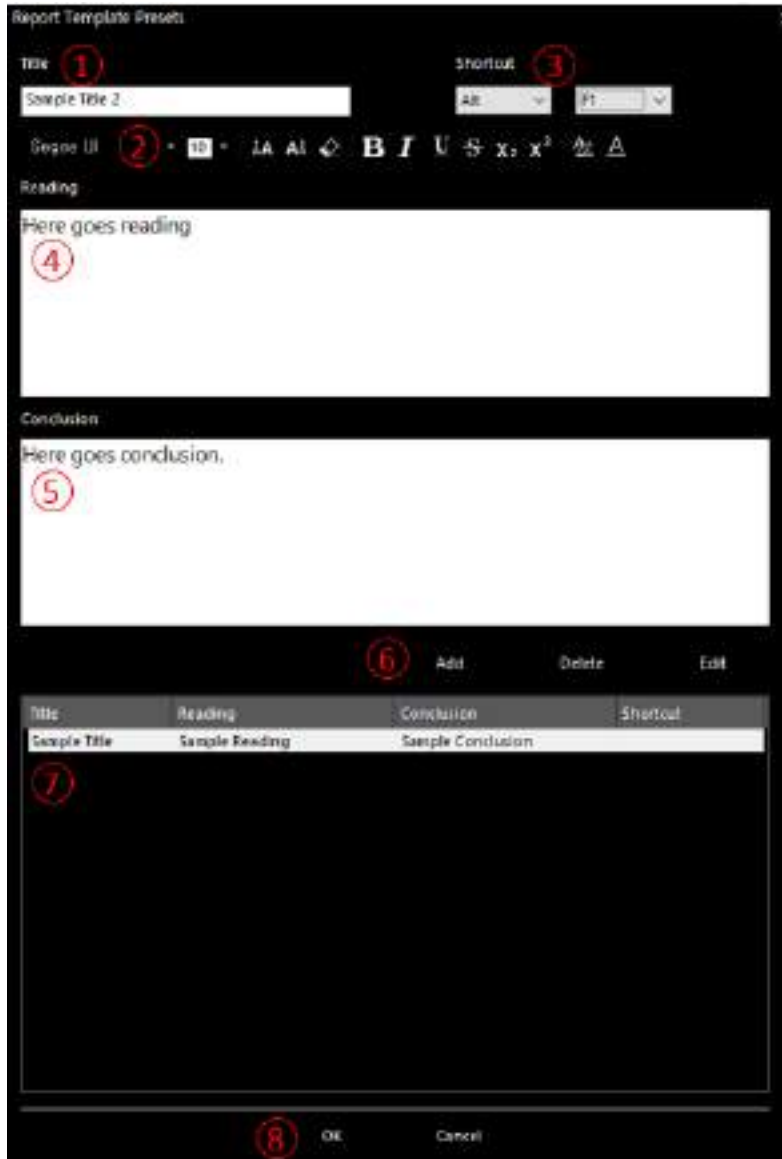 Report Template Presets
Title ① Shortcut ③
Sample Title 2 Alt F1
Segoe UI ② 10 A A B I U S X₂ X² A
Reading
Here goes reading
④
Conclusion
Here goes conclusion.
⑤
⑥ Add Delete Edit
Title Reading Conclusion Shortcut
Sample Title Sample Reading Sample Conclusion
⑦
⑧ OK Cancel